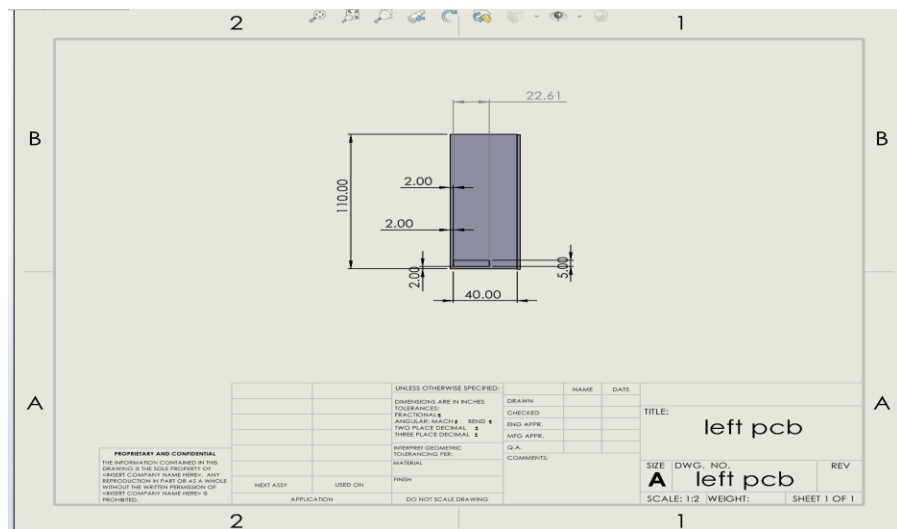 2
1
B
B
22.61
110.00
2.00
2.00
2.00
5.00
40.00
A
A
UNLESS OTHERWISE SPECIFIED:
DIMENSIONS ARE IN INCHES
TOLERANCES:
FRACTIONAL ±
ANGULAR: MACH ± BEND ±
TWO PLACE DECIMAL ±
THREE PLACE DECIMAL ±
INTERPRET GEOMETRIC
TOLERANCING PER:
MATERIAL
FINISH
DO NOT SCALE DRAWING
NAME
DATE
DRAWN
CHECKED
ENG APPR.
MFG APPR.
Q.A.
COMMENTS:
TITLE:
left pcb
SIZE
DWG. NO.
REV
A
left pcb
SCALE: 1:2
WEIGHT:
SHEET 1 OF 1
PROPRIETARY AND CONFIDENTIAL
THE INFORMATION CONTAINED IN THIS
DRAWING IS THE SOLE PROPERTY OF
<INSERT COMPANY NAME HERE>. ANY
REPRODUCTION IN PART OR AS A WHOLE
WITHOUT THE WRITTEN PERMISSION OF
<INSERT COMPANY NAME HERE> IS
PROHIBITED.
NEXT ASSY
USED ON
APPLICATION
2
1